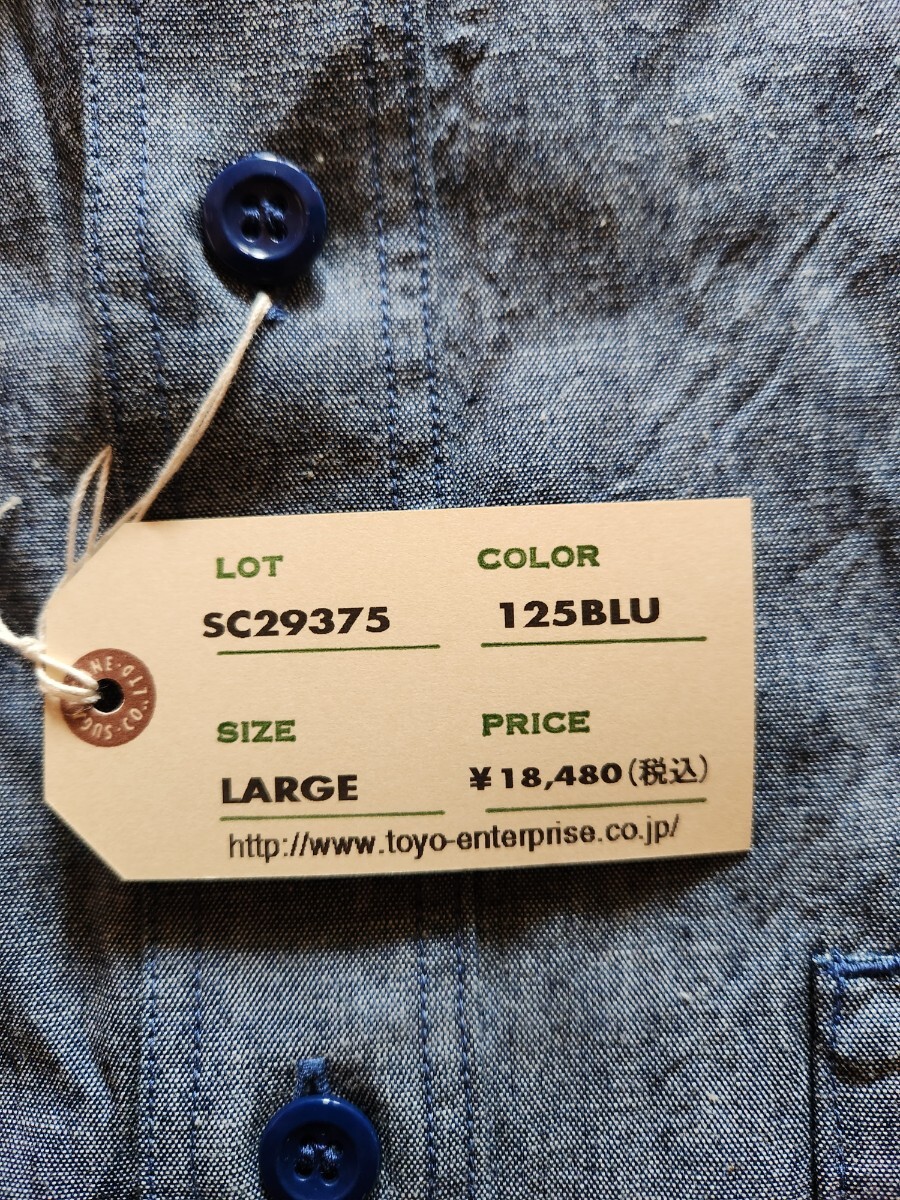 LOT COLOR
SC29375 125BLU
SIZE PRICE
LARGE ¥18,480(税込)
http://www.toyo-enterprise.co.jp/